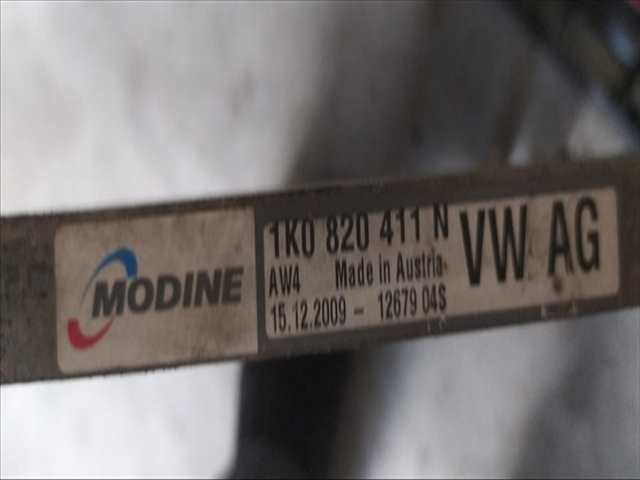 MODINE
1K0 820 411 N VW AG
AW4 Made in Austria
15.12.2009 - 12679 04S